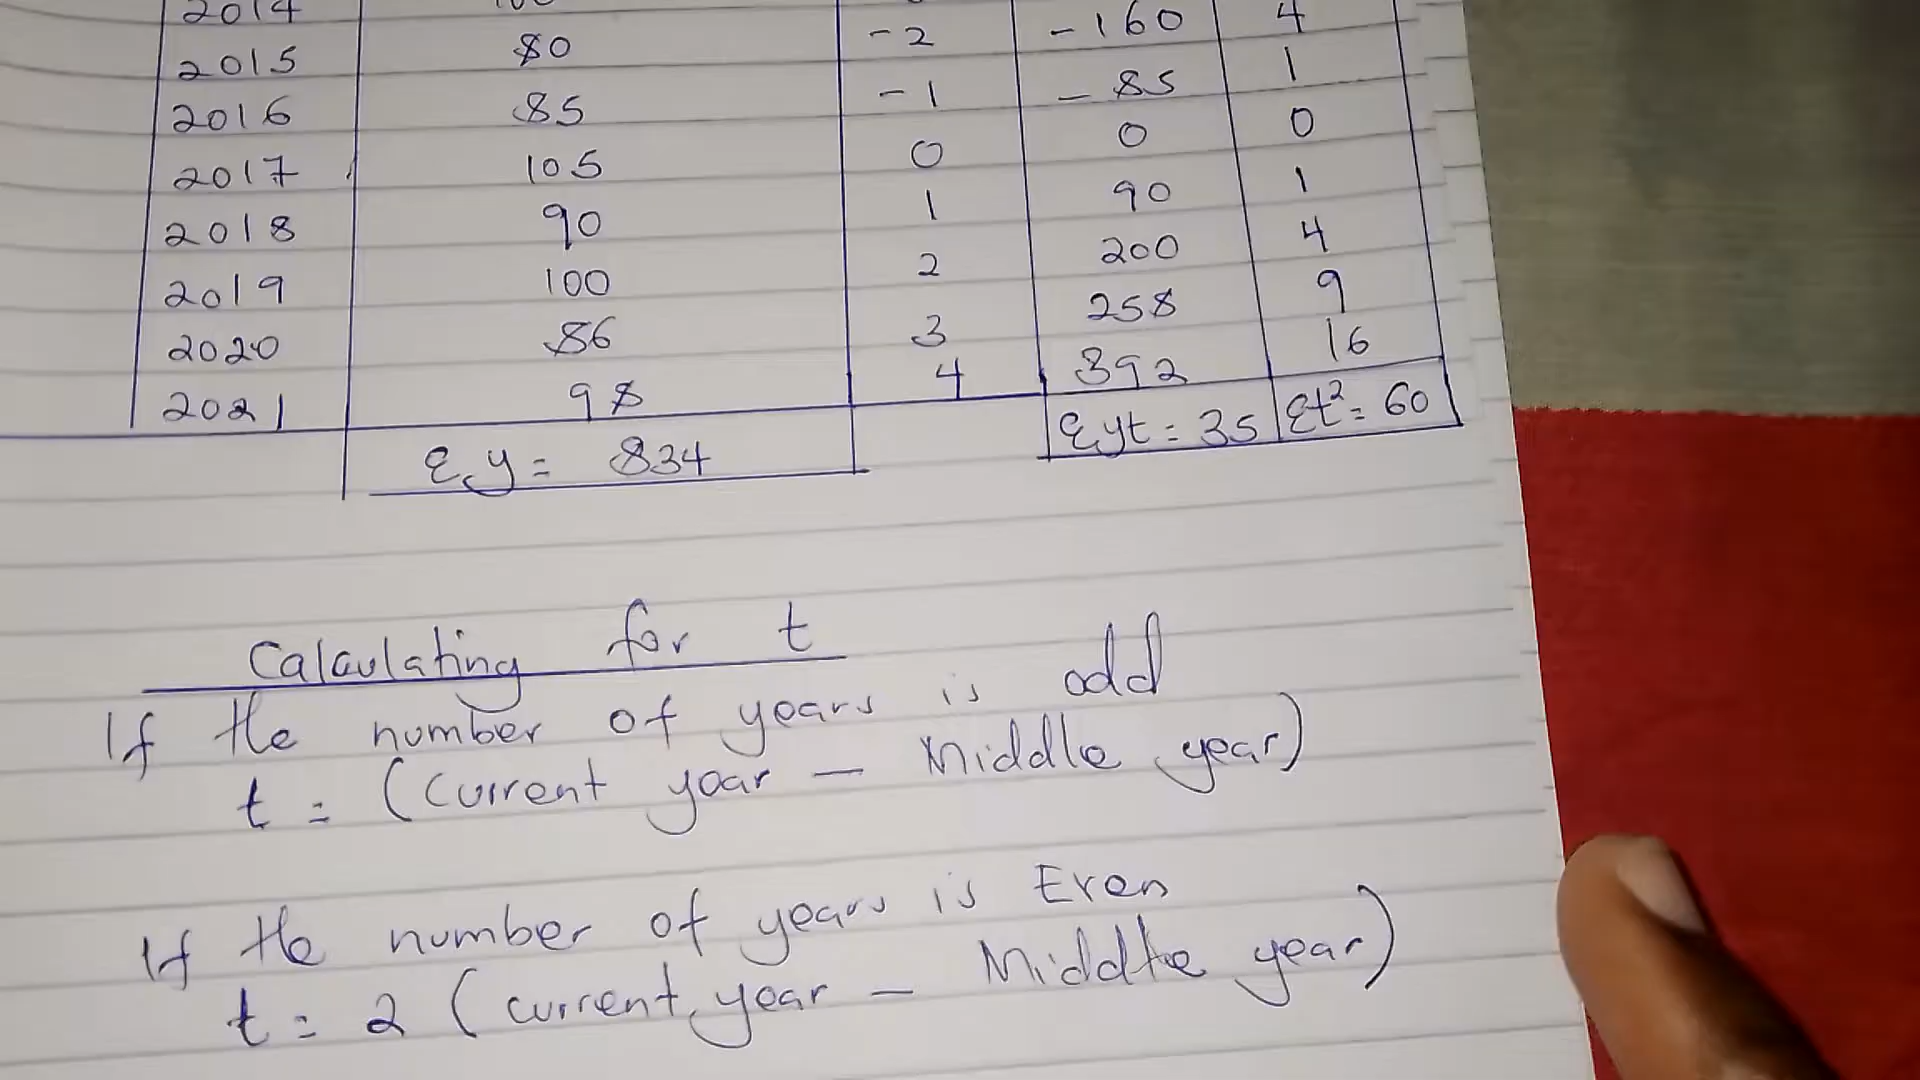 2014
2015 80 -2 -160 4
2016 85 -1 -85 1
2017 105 0 0 0
2018 90 1 90 1
2019 100 2 200 4
2020 86 3 258 9
2021 98 4 392 16
Σy = 834 Σyt = 35 Σt² = 60
Calculating for t
If the number of years is odd
t = (Current year - Middle year)
If the number of years is Even
t = 2 (current year - Middle year)